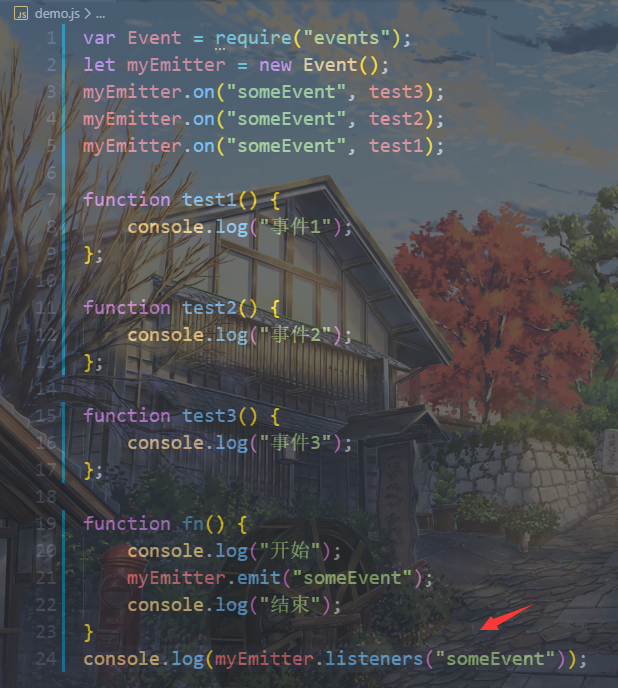 JS demo.js > ...
1 var Event = require("events");
2 let myEmitter = new Event();
3 myEmitter.on("someEvent", test3);
4 myEmitter.on("someEvent", test2);
5 myEmitter.on("someEvent", test1);
6
7 function test1() {
8 console.log("事件1");
9 };
10
11 function test2() {
12 console.log("事件2");
13 };
14
15 function test3() {
16 console.log("事件3");
17 };
18
19 function fn() {
20 console.log("开始");
21 myEmitter.emit("someEvent");
22 console.log("结束");
23 }
24 console.log(myEmitter.listeners("someEvent"));